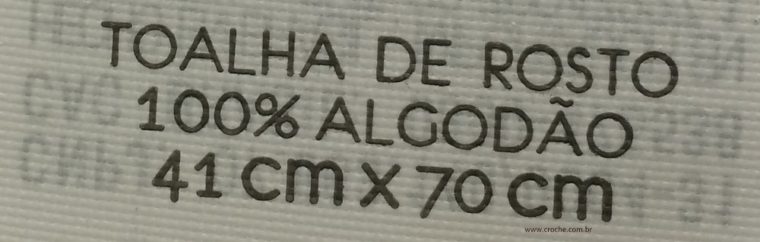 TOALHA DE ROSTO
100% ALGODÃO
41 cm x 70 cm
www.croche.com.br